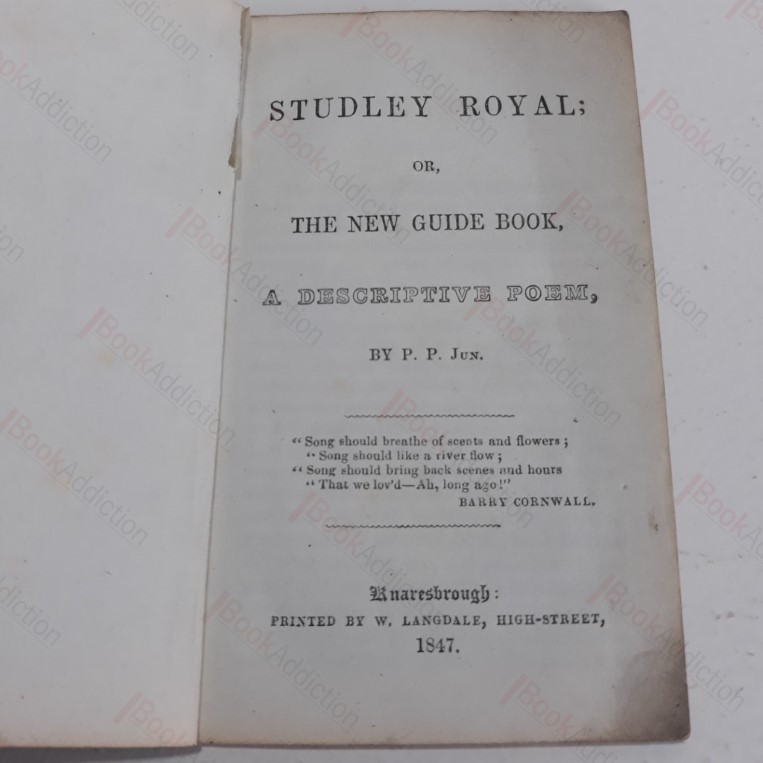 STUDLEY ROYAL;
OR,
THE NEW GUIDE BOOK,
A DESCRIPTIVE POEM,
BY P. P. JUN.
“ Song should breathe of scents and flowers ;
“ Song should like a river flow ;
“ Song should bring back scenes and hours
“ That we lov'd—Ah, long ago!”
BARRY CORNWALL.
Knaresbrough:
PRINTED BY W. LANGDALE, HIGH-STREET,
1847.
BookAddiction